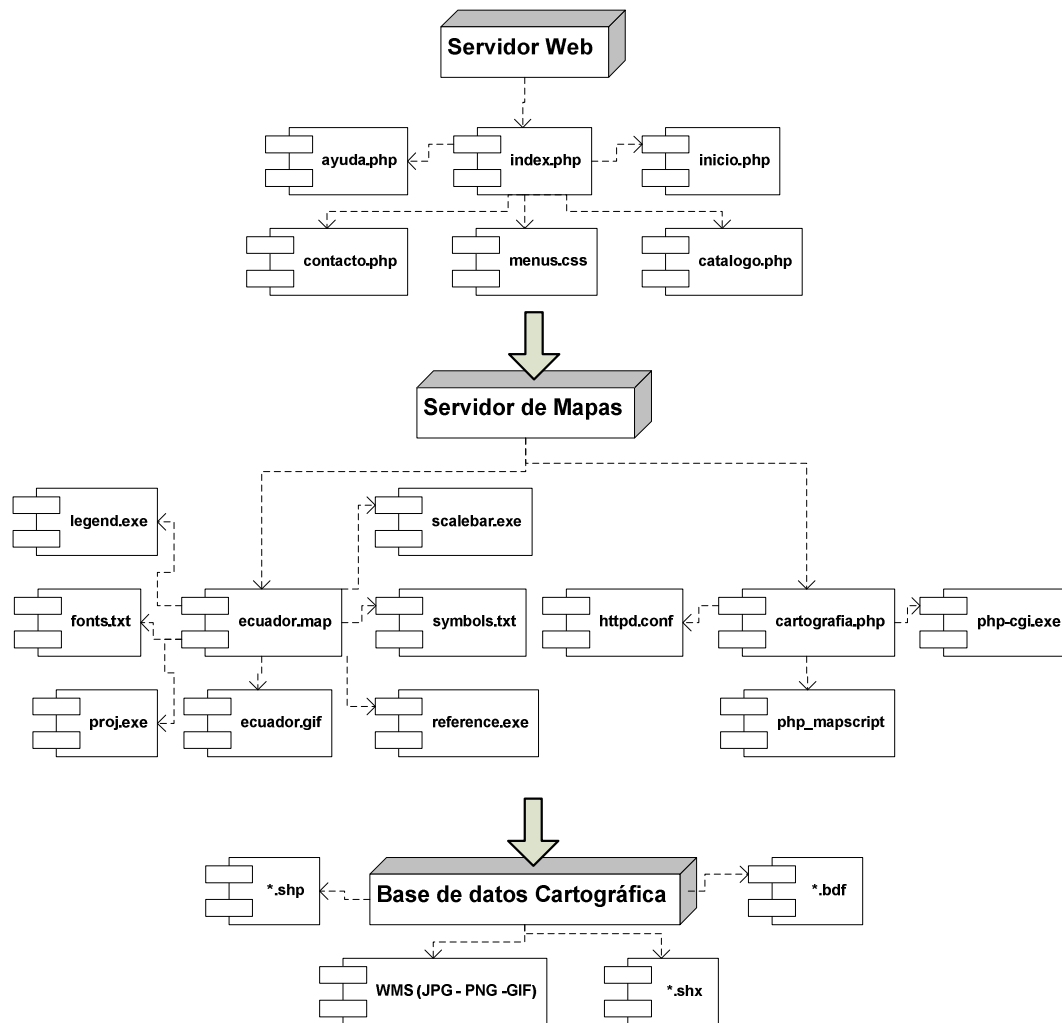 Servidor Web
ayuda.php
index.php
inicio.php
contacto.php
menus.css
catalogo.php
Servidor de Mapas
legend.exe
scalebar.exe
fonts.txt
ecuador.map
symbols.txt
httpd.conf
cartografia.php
php-cgi.exe
proj.exe
ecuador.gif
reference.exe
php_mapscript
*.shp
Base de datos Cartográfica
*.bdf
WMS (JPG - PNG -GIF)
*.shx